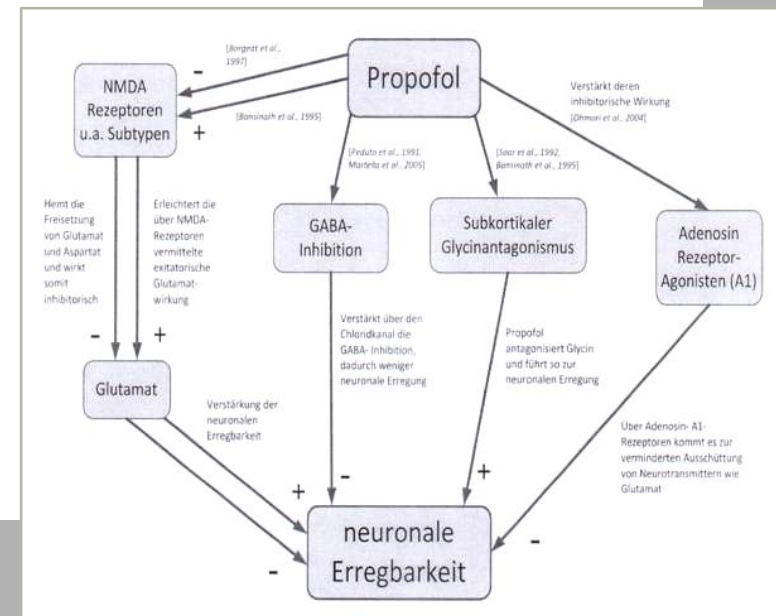 [Borgeat et al.,
1997]
-
NMDA
Rezeptoren
u.a. Subtypen
+
[Bansinath et al., 1995]
Propofol
Verstärkt deren
inhibitorische Wirkung
[Ohmori et al. 2004]
[Peduto et al., 1991,
Martella et al., 2005]
[Saar et al., 1992,
Bansinath et al., 1995]
Hemt die
Freisetzung
von Glutamat
und Aspartat
und wirkt
somit
inhibitorisch
Erleichtert die
über NMDA-
Rezeptoren
vermittelte
exitatorische
Glutamat-
wirkung
GABA-
Inhibition
Subkortikaler
Glycinantagonismus
Adenosin
Rezeptor-
Agonisten (A1)
-
+
Glutamat
Verstärkt über den
Chloridkanal die
GABA- Inhibition,
dadurch weniger
neuronale Erregung
Propofol
antagonisiert Glycin
und führt so zur
neuronalen Erregung
Verstärkung der
neuronalen
Erregbarkeit
Über Adenosin- A1-
Rezeptoren kommt es zur
verminderten Ausschüttung
von Neurotransmittern wie
Glutamat
+
-
+
-
-
neuronale
Erregbarkeit